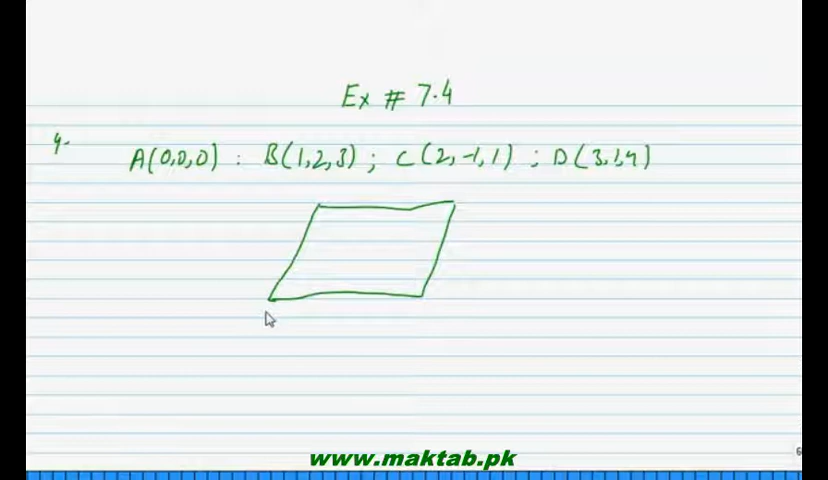 Ex # 7.4
4. A(0,0,0) : B(1,2,3) ; C(2,-1,1) ; D(3,1,4)
www.maktab.pk
6